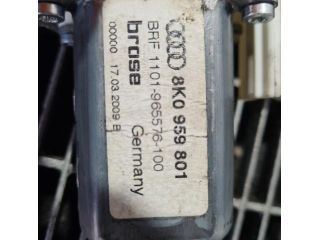 8K0 959 801
BRF 1101-965576-100
brose Germany
00000 17.03.2009 B